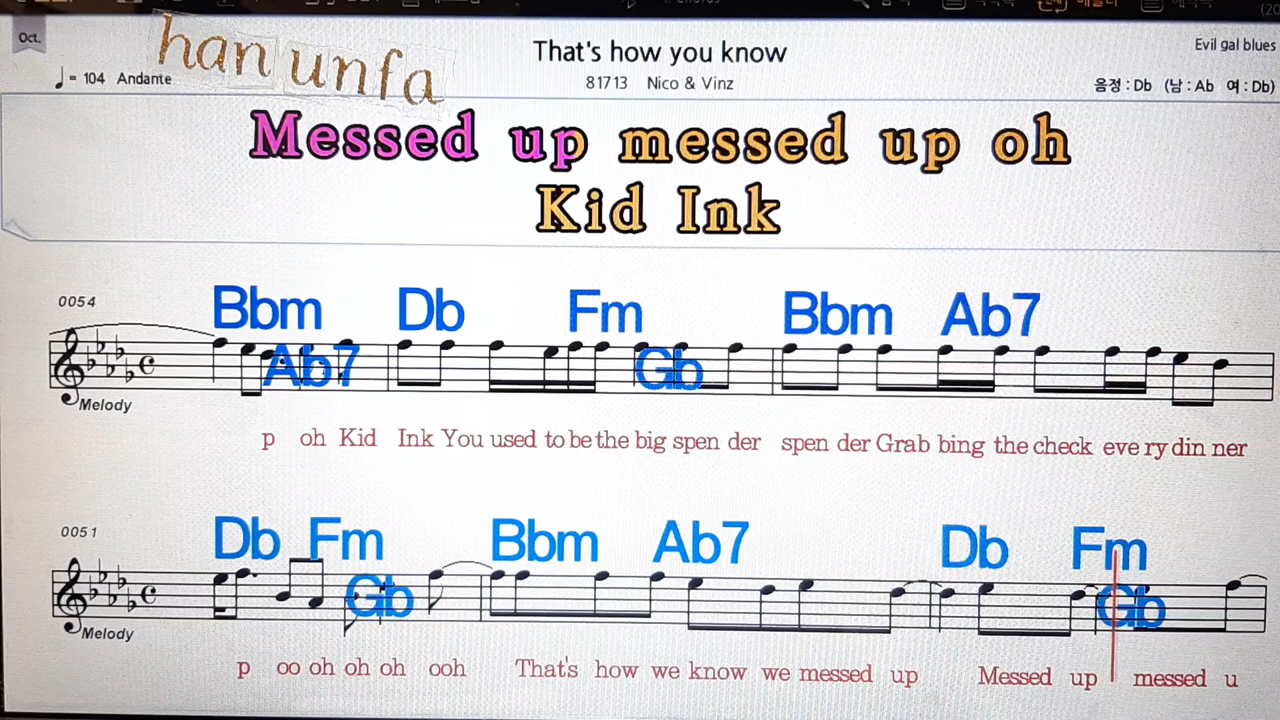 Oct.
han unfa
That's how you know
Evil gal blues
♩= 104 Andante
81713 Nico & Vinz
음정 : Db (남 : Ab 여 : Db)
Messed up messed up oh
Kid Ink
0054
Bbm Db Fm Bbm Ab7
Ab7 Gb
Melody
p oh Kid Ink You used to be the big spen der spen der Grab bing the check eve ry din ner
0051
Db Fm Bbm Ab7 Db Fm
Gb Gb
Melody
p oo oh oh oh ooh That's how we know we messed up Messed up messed u